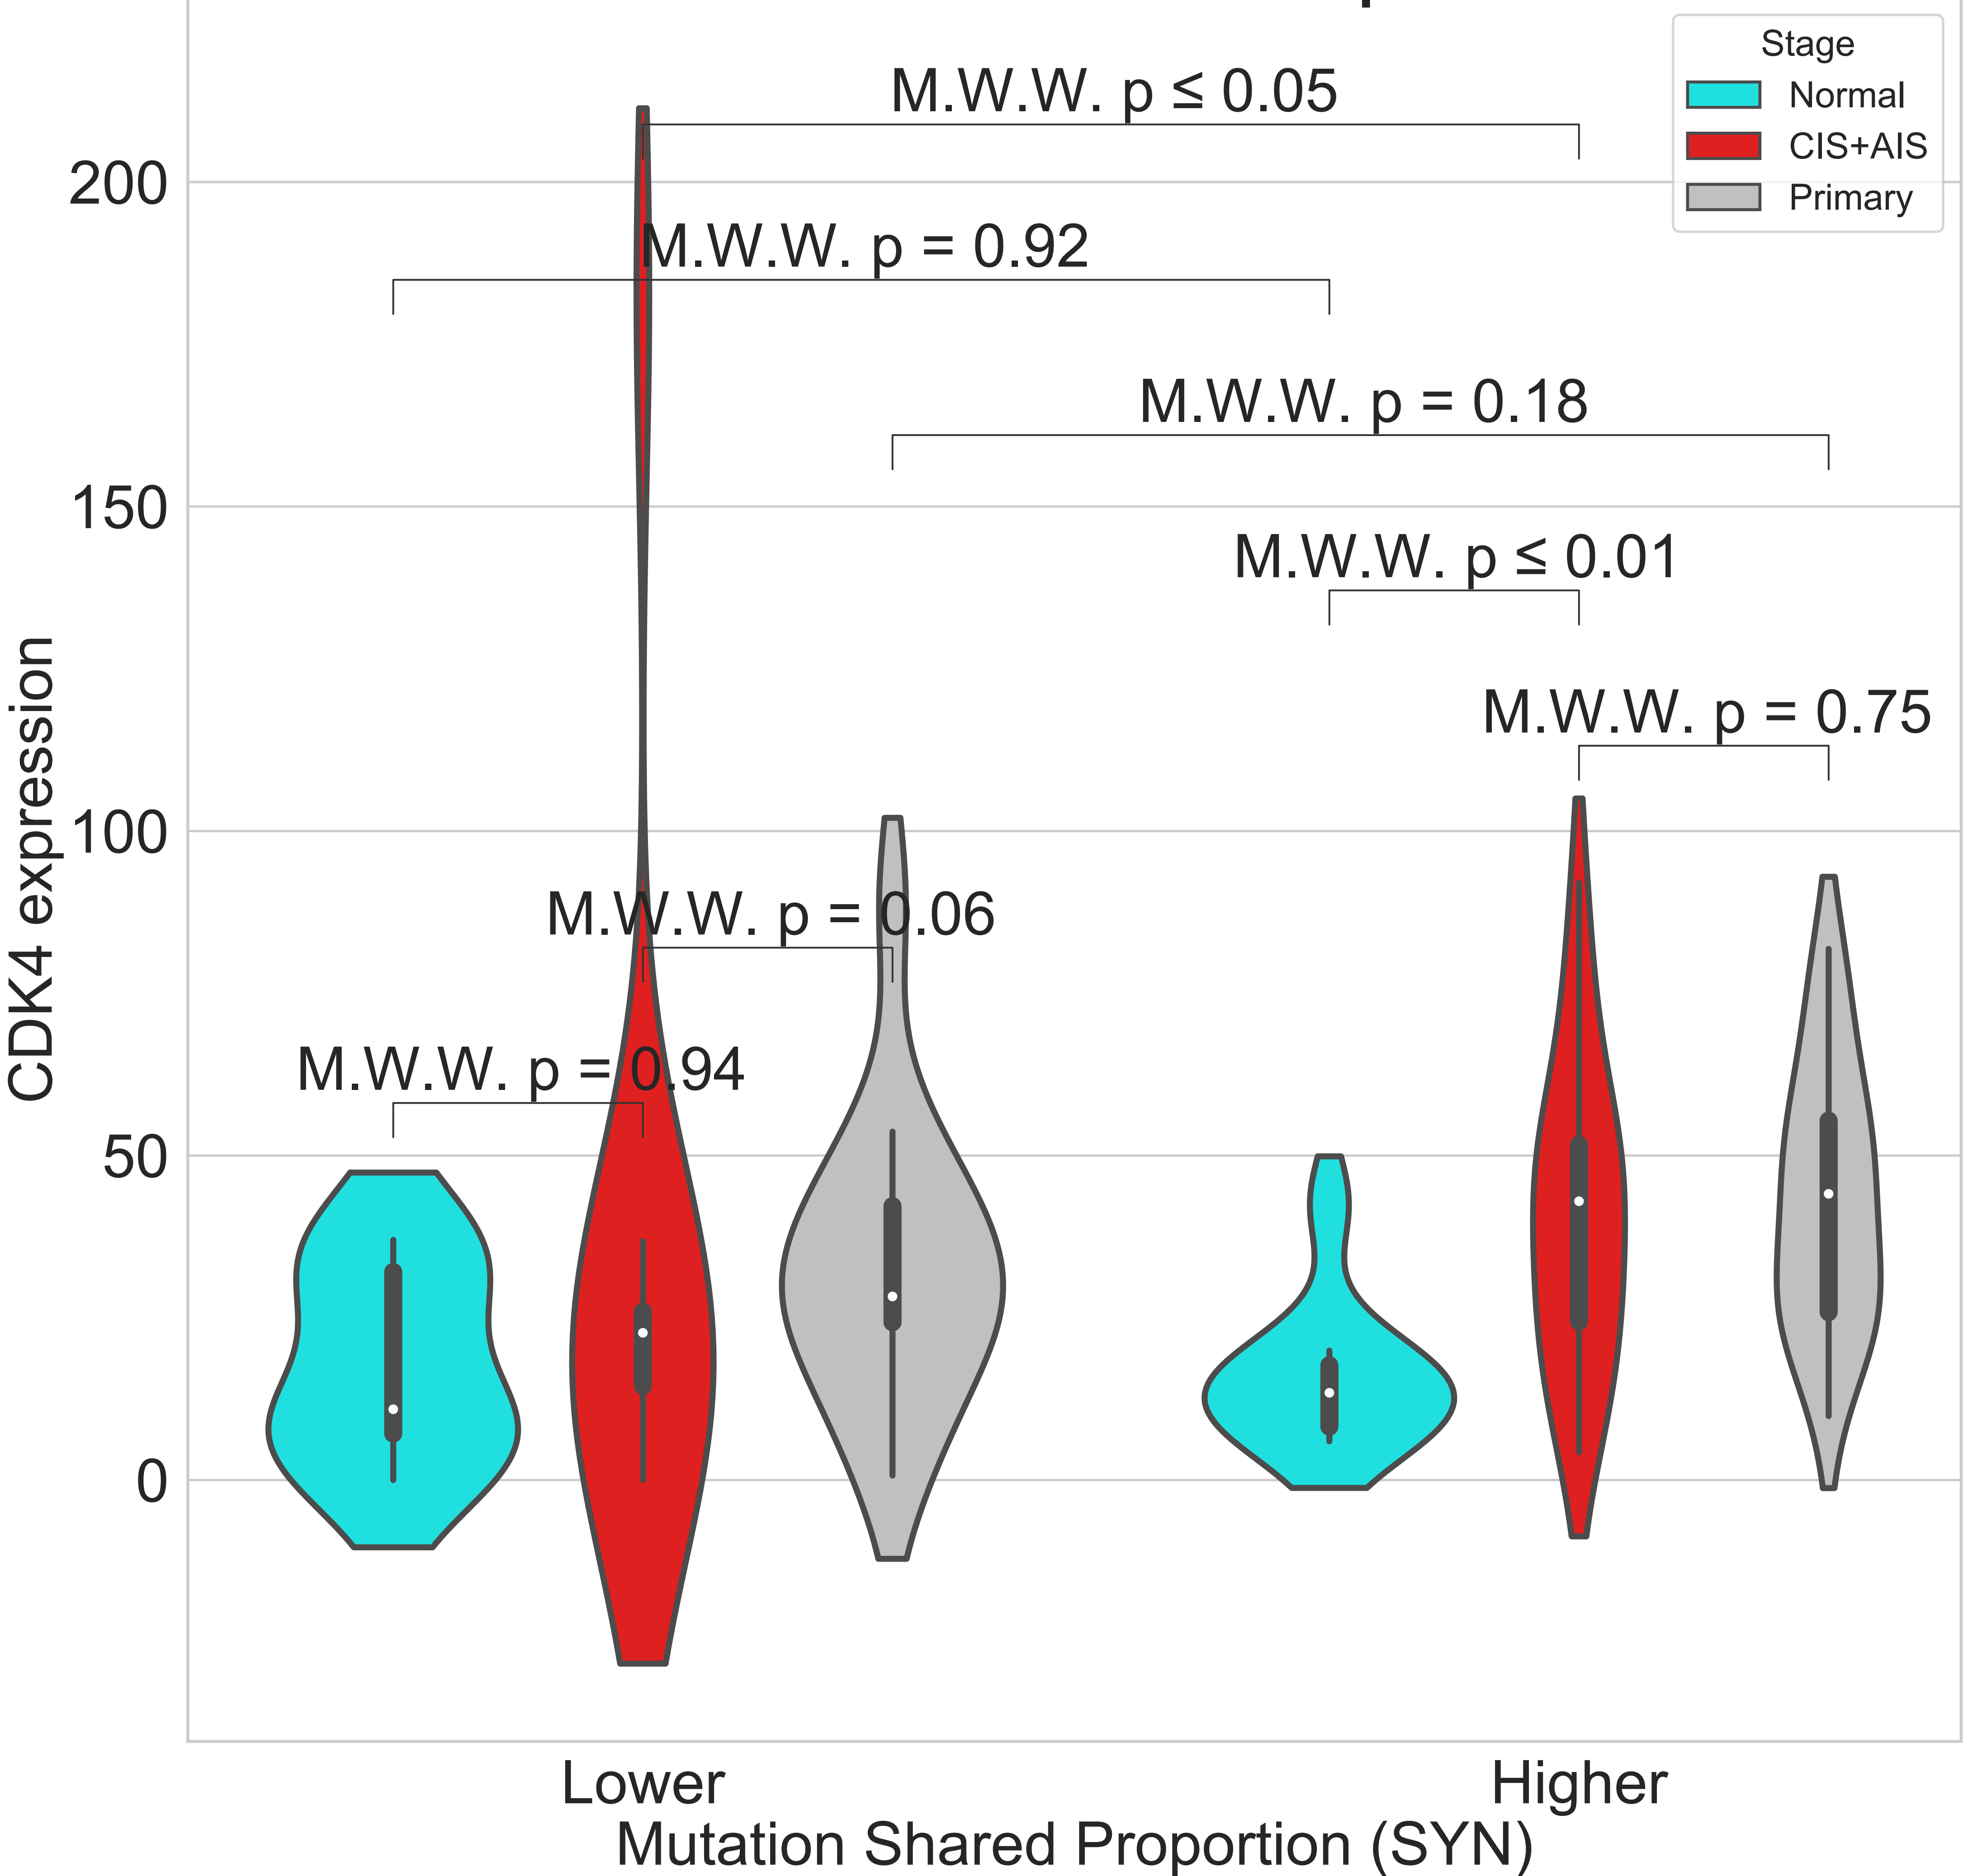 Stage
Normal
CIS+AIS
Primary
M.W.W. p ≤ 0.05
M.W.W. p = 0.92
M.W.W. p = 0.18
M.W.W. p ≤ 0.01
M.W.W. p = 0.75
M.W.W. p = 0.06
M.W.W. p = 0.94
200
150
100
50
0
CDK4 expression
Lower
Higher
Mutation Shared Proportion (SYN)